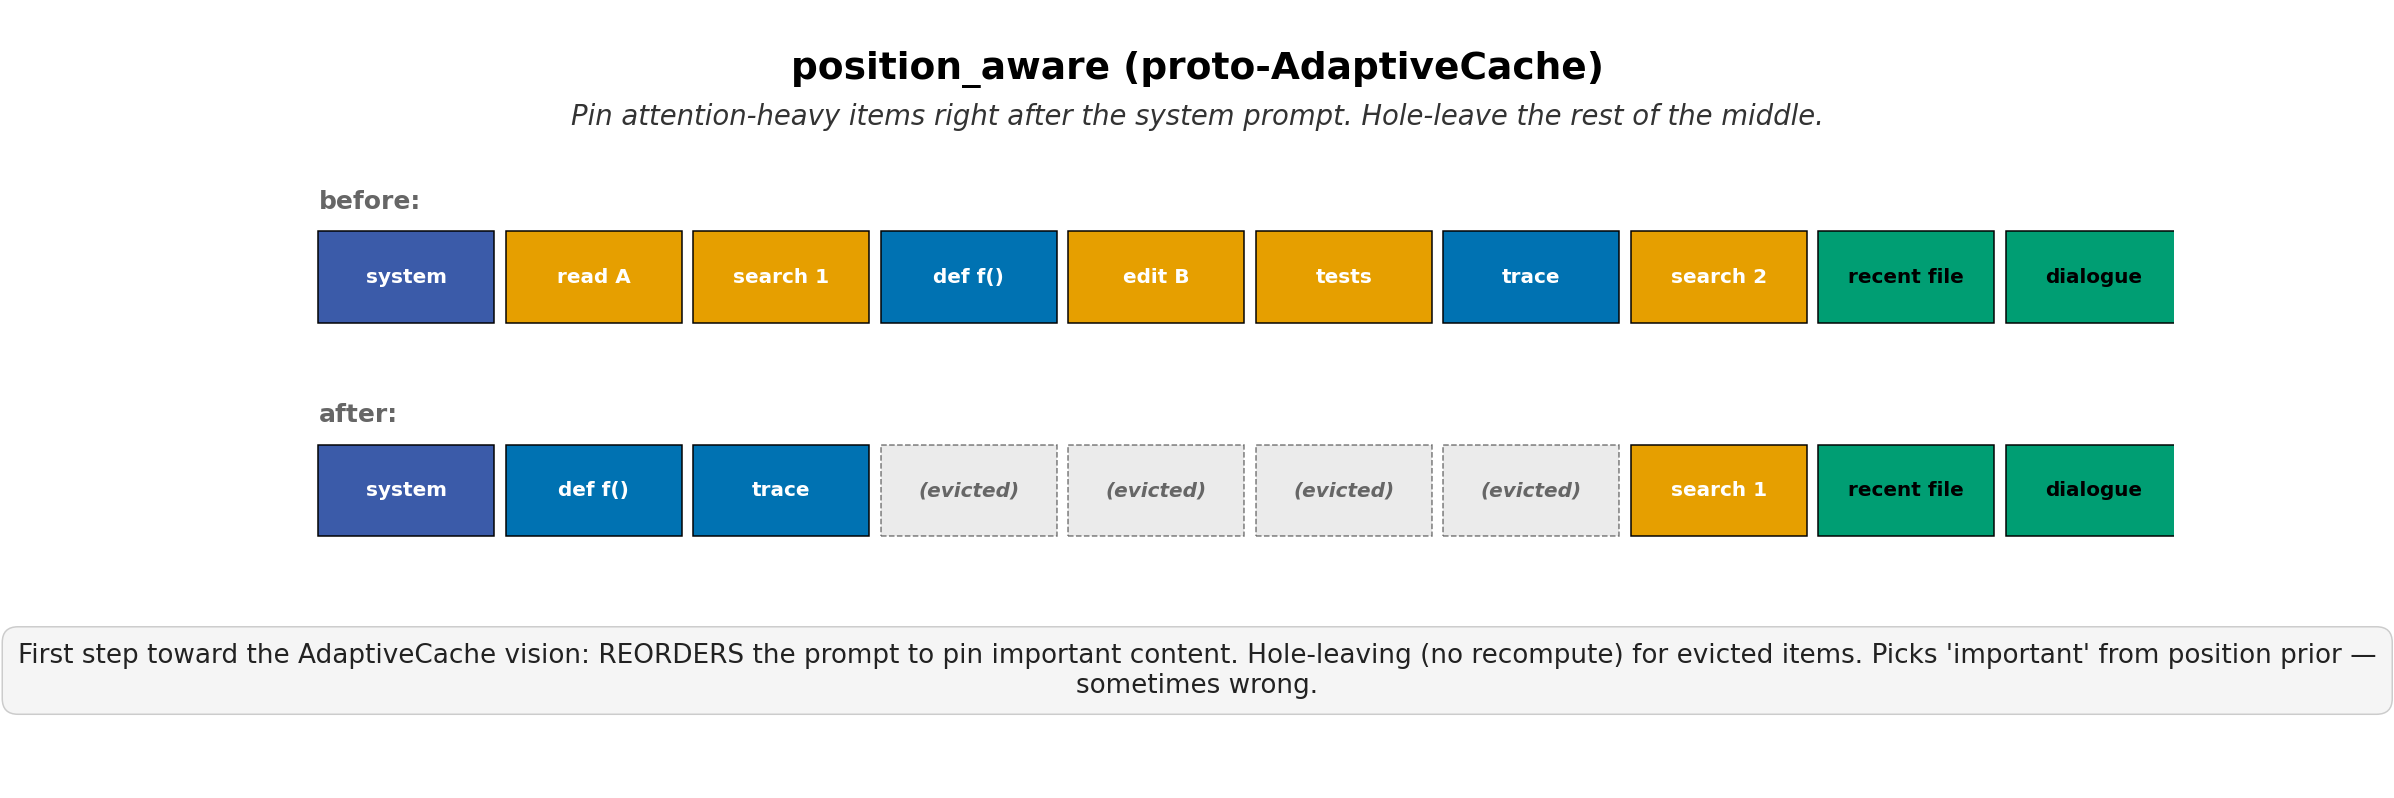 position_aware (proto-AdaptiveCache)
Pin attention-heavy items right after the system prompt. Hole-leave the rest of the middle.
before:
system read A search 1 def f() edit B tests trace search 2 recent file dialogue
after:
system def f() trace (evicted) (evicted) (evicted) (evicted) search 1 recent file dialogue
First step toward the AdaptiveCache vision: REORDERS the prompt to pin important content. Hole-leaving (no recompute) for evicted items. Picks 'important' from position prior —
sometimes wrong.